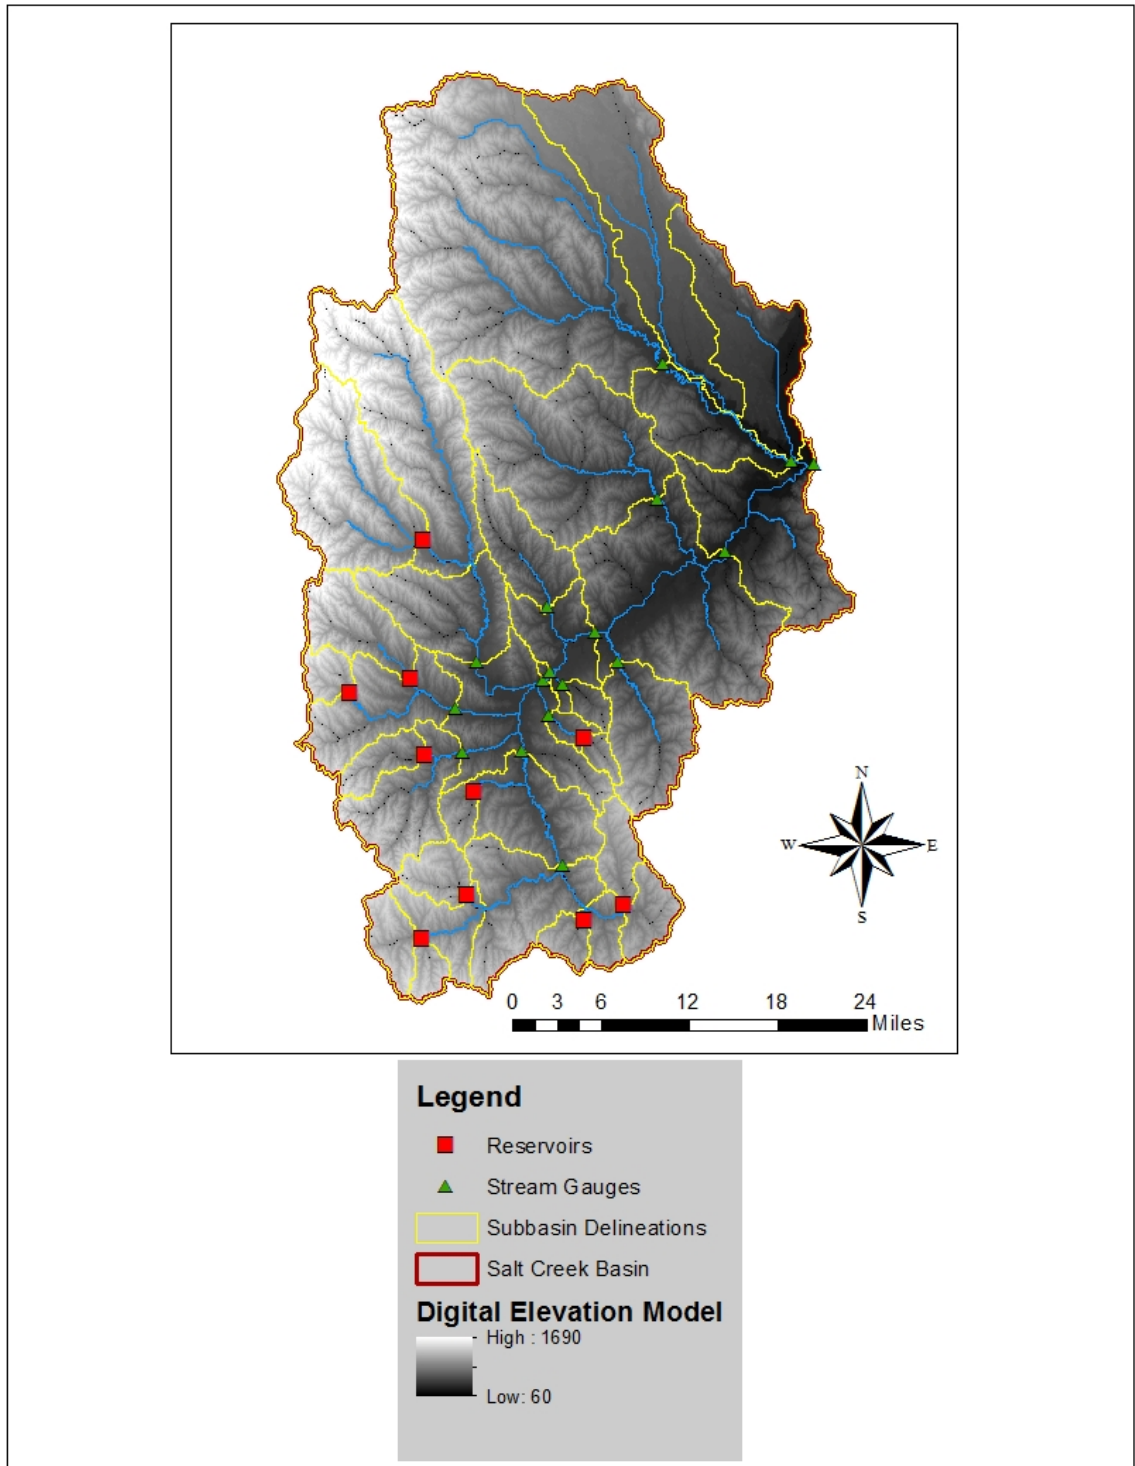 N
W E
S
0 3 6 12 18 24
Miles
Legend
Reservoirs
Stream Gauges
Subbasin Delineations
Salt Creek Basin
Digital Elevation Model
High : 1690
Low: 60